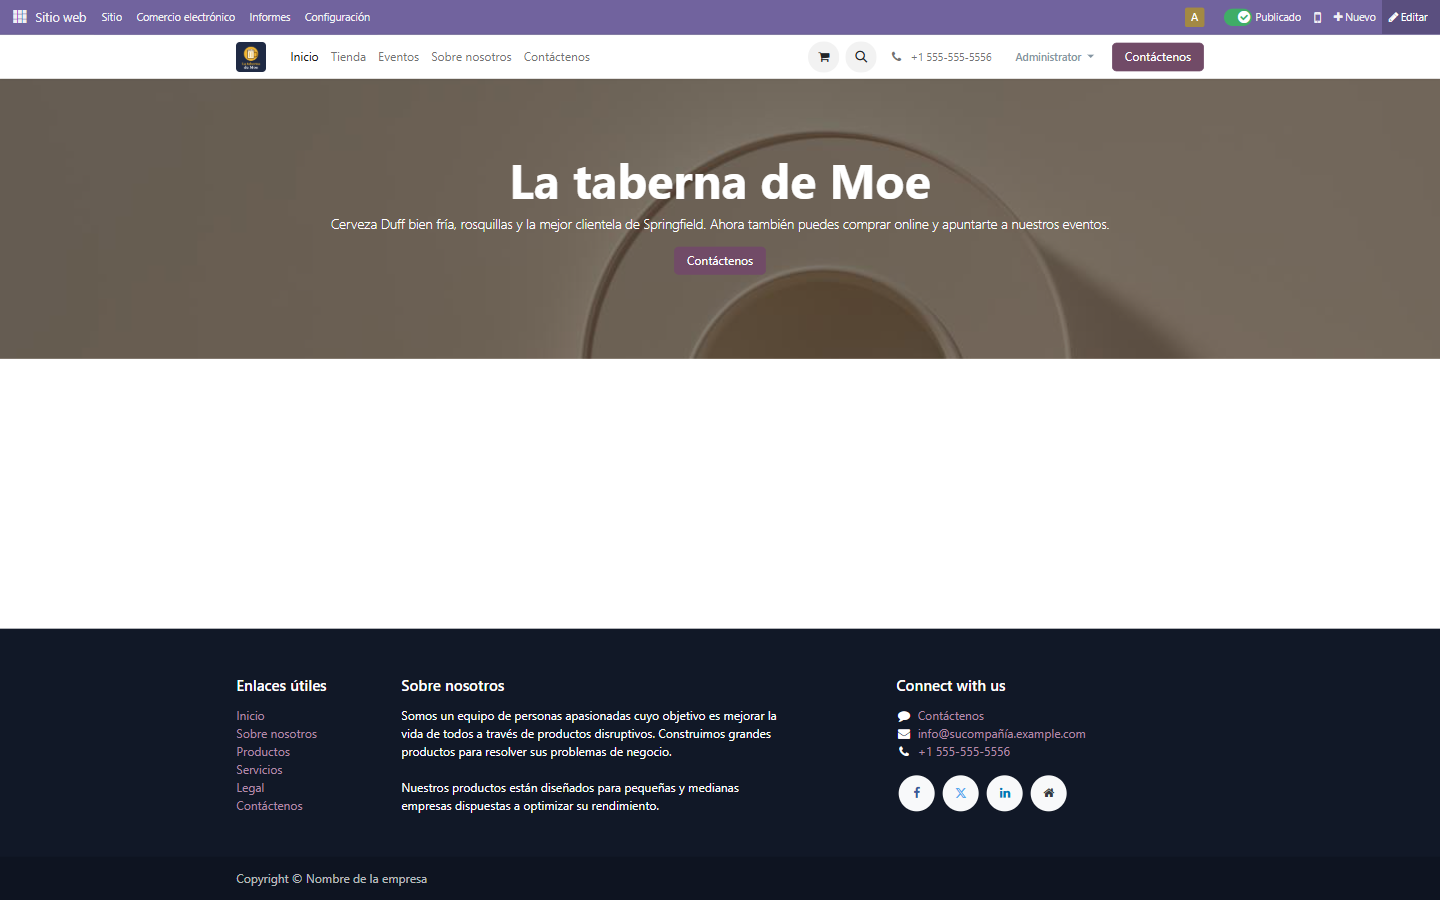 Sitio web Sitio Comercio electrónico Informes Configuración A Publicado Nuevo Editar
La taberna de Moe
Inicio Tienda Eventos Sobre nosotros Contáctenos +1 555-555-5556 Administrator Contáctenos
La taberna de Moe
Cerveza Duff bien fría, rosquillas y la mejor clientela de Springfield. Ahora también puedes comprar online y apuntarte a nuestros eventos.
Contáctenos
Enlaces útiles
Inicio
Sobre nosotros
Productos
Servicios
Legal
Contáctenos
Sobre nosotros
Somos un equipo de personas apasionadas cuyo objetivo es mejorar la
vida de todos a través de productos disruptivos. Construimos grandes
productos para resolver sus problemas de negocio.
Nuestros productos están diseñados para pequeñas y medianas
empresas dispuestas a optimizar su rendimiento.
Connect with us
Contáctenos
info@sucompañía.example.com
+1 555-555-5556
Copyright © Nombre de la empresa